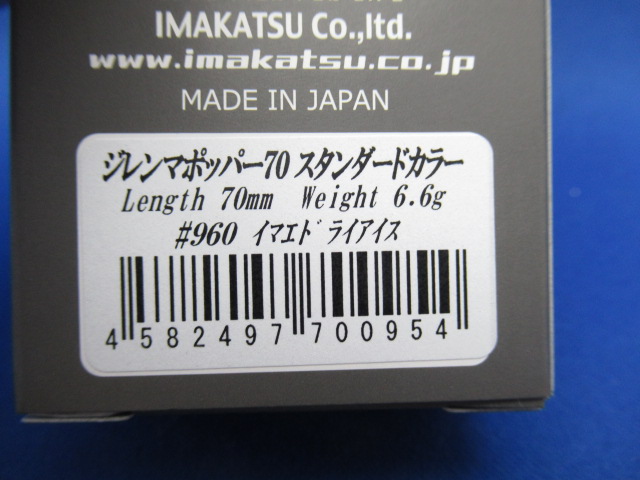 IMAKATSU Co.,ltd.
www.imakatsu.co.jp
MADE IN JAPAN
ジレンマポッパー70 スタンダードカラー
Length 70mm Weight 6.6g
#960 イマエドライアイス
4 582497 700954